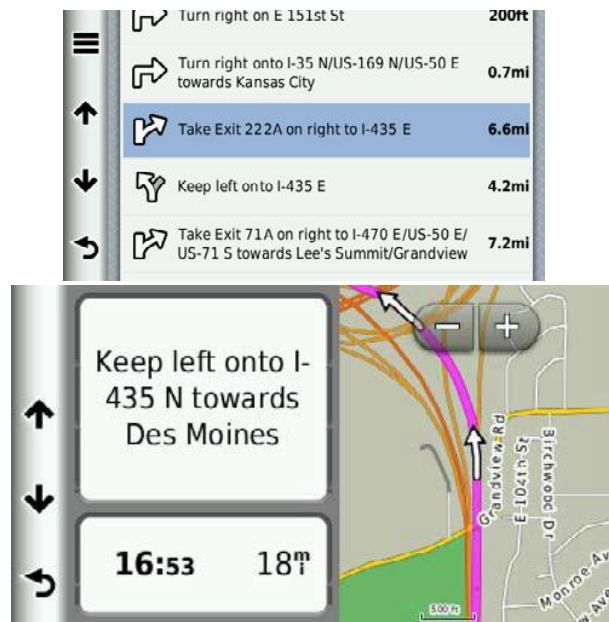 Turn right on E 151st St 200ft
Turn right onto I-35 N/US-169 N/US-50 E
towards Kansas City
0.7mi
Take Exit 222A on right to I-435 E 6.6mi
Keep left onto I-435 E 4.2mi
Take Exit 71A on right to I-470 E/US-50 E/
US-71 S towards Lee's Summit/Grandview
7.2mi
Keep left onto I-
435 N towards
Des Moines
16:53 18mi
Grandview Rd
E 104th St
Birchwood Dr
Monroe Av
Ave
500 ft